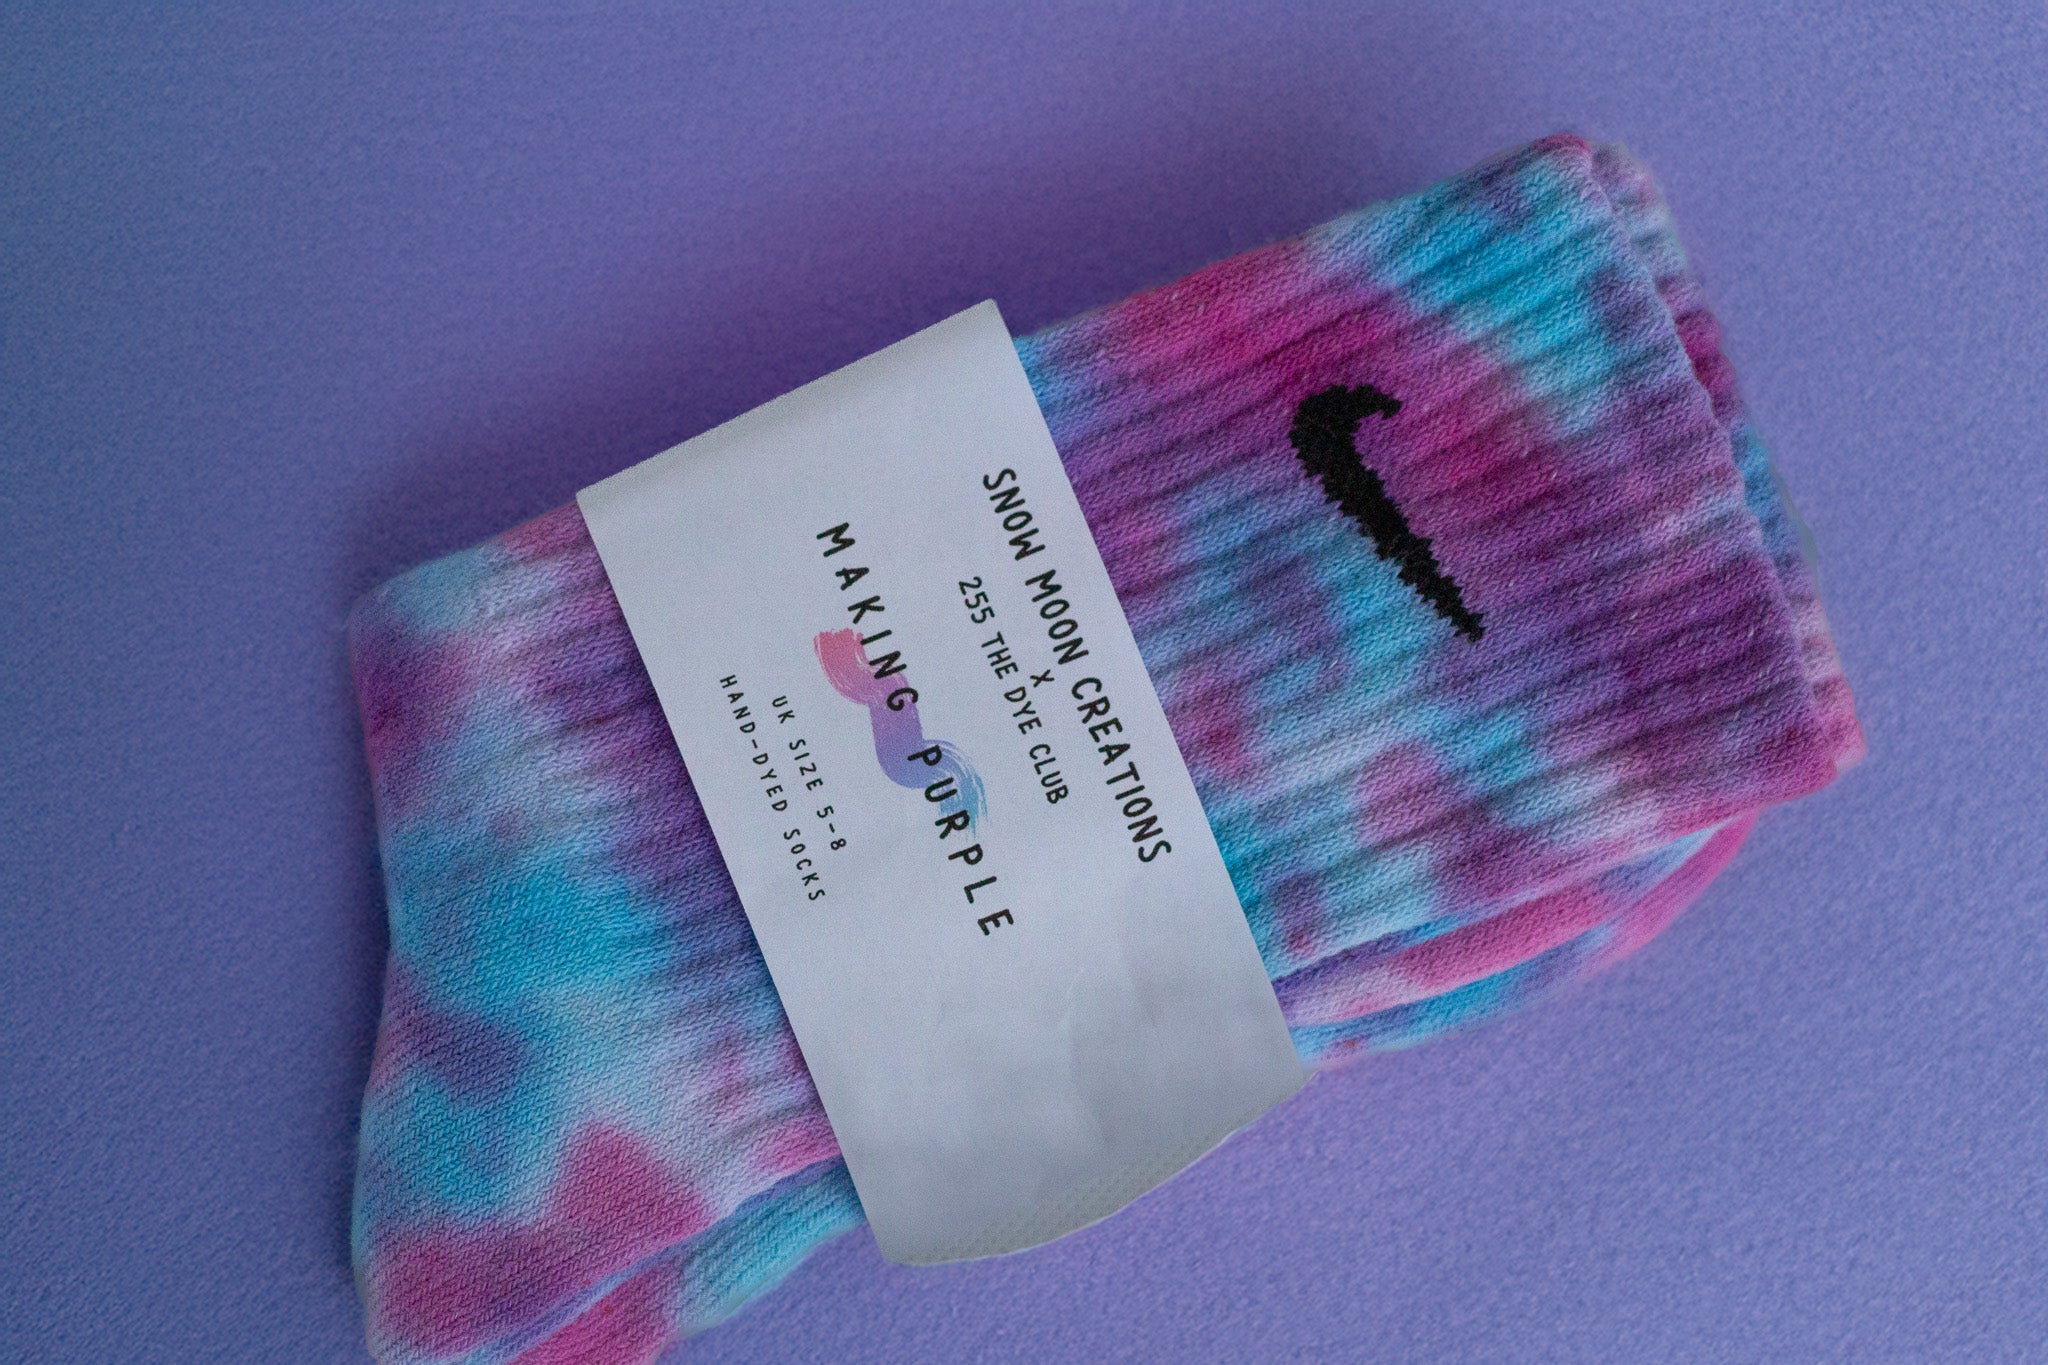 SNOW MOON CREATIONS
X
255 THE DYE CLUB
MAKING PURPLE
UK SIZE 5-8
HAND-DYED SOCKS